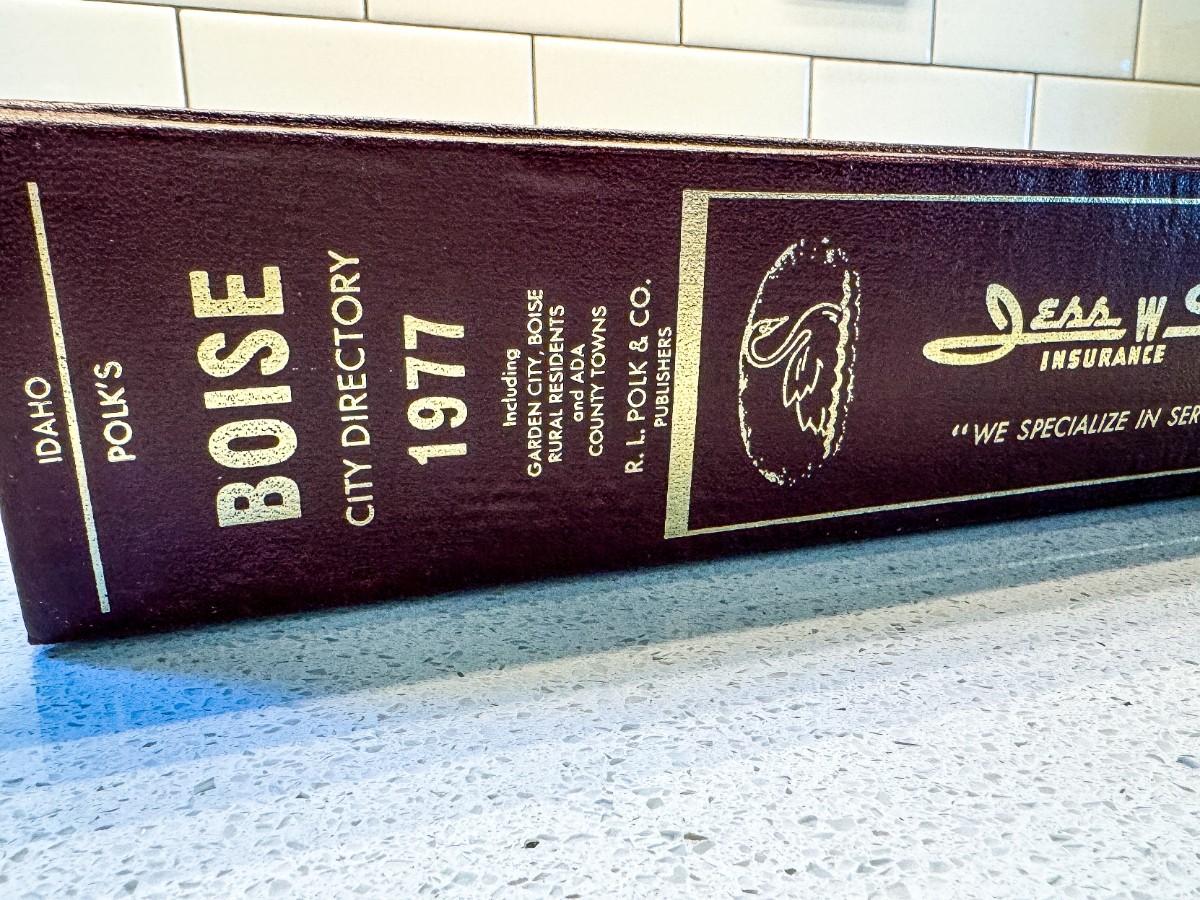 IDAHO
POLK'S
BOISE
CITY DIRECTORY
1977
Including
GARDEN CITY, BOISE
RURAL RESIDENTS
and ADA
COUNTY TOWNS
R. L. POLK & CO.
PUBLISHERS
Jess W
INSURANCE
"WE SPECIALIZE IN SER